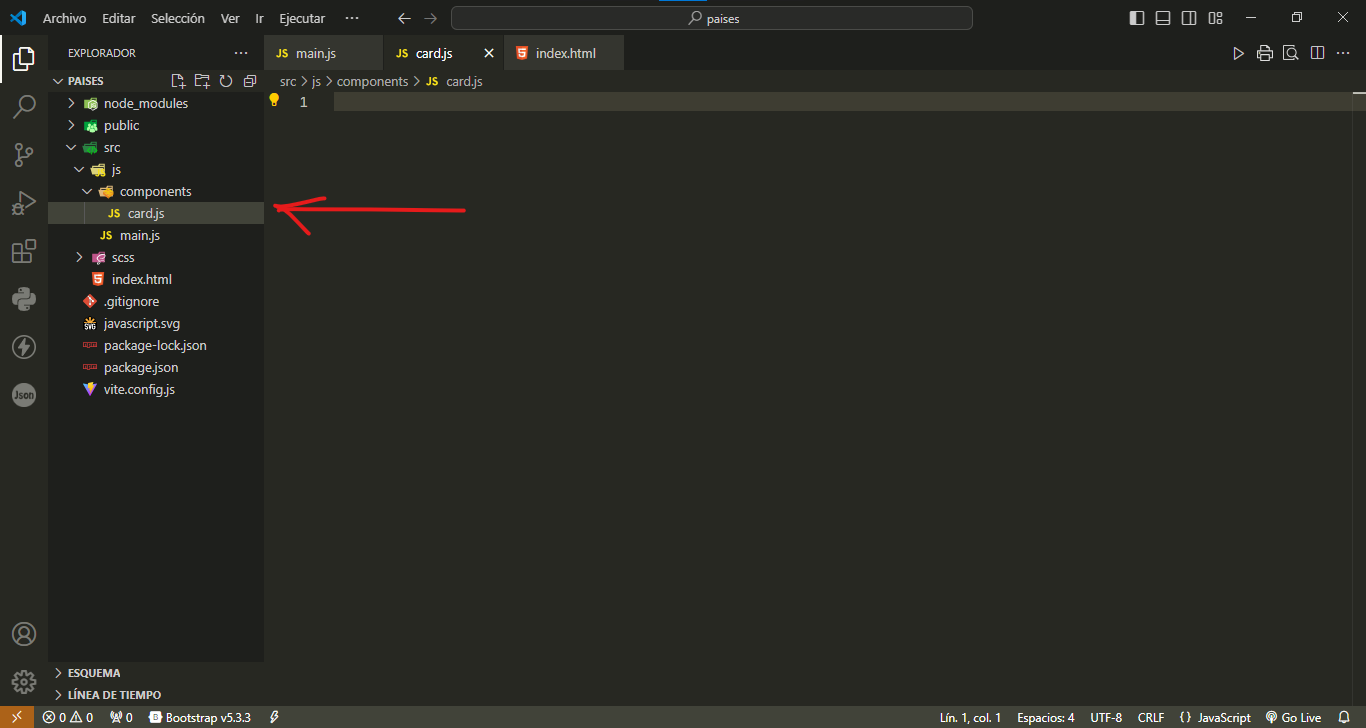 Archivo Editar Selección Ver Ir Ejecutar ··· paises
EXPLORADOR ···
JS main.js JS card.js index.html
PAISES
src > js > components > JS card.js
node_modules
1
public
src
js
components
JS card.js
JS main.js
scss
index.html
.gitignore
SVG javascript.svg
package-lock.json
package.json
vite.config.js
Json
ESQUEMA
LÍNEA DE TIEMPO
0 0 0 B Bootstrap v5.3.3 Lín. 1, col. 1 Espacios: 4 UTF-8 CRLF {} JavaScript Go Live